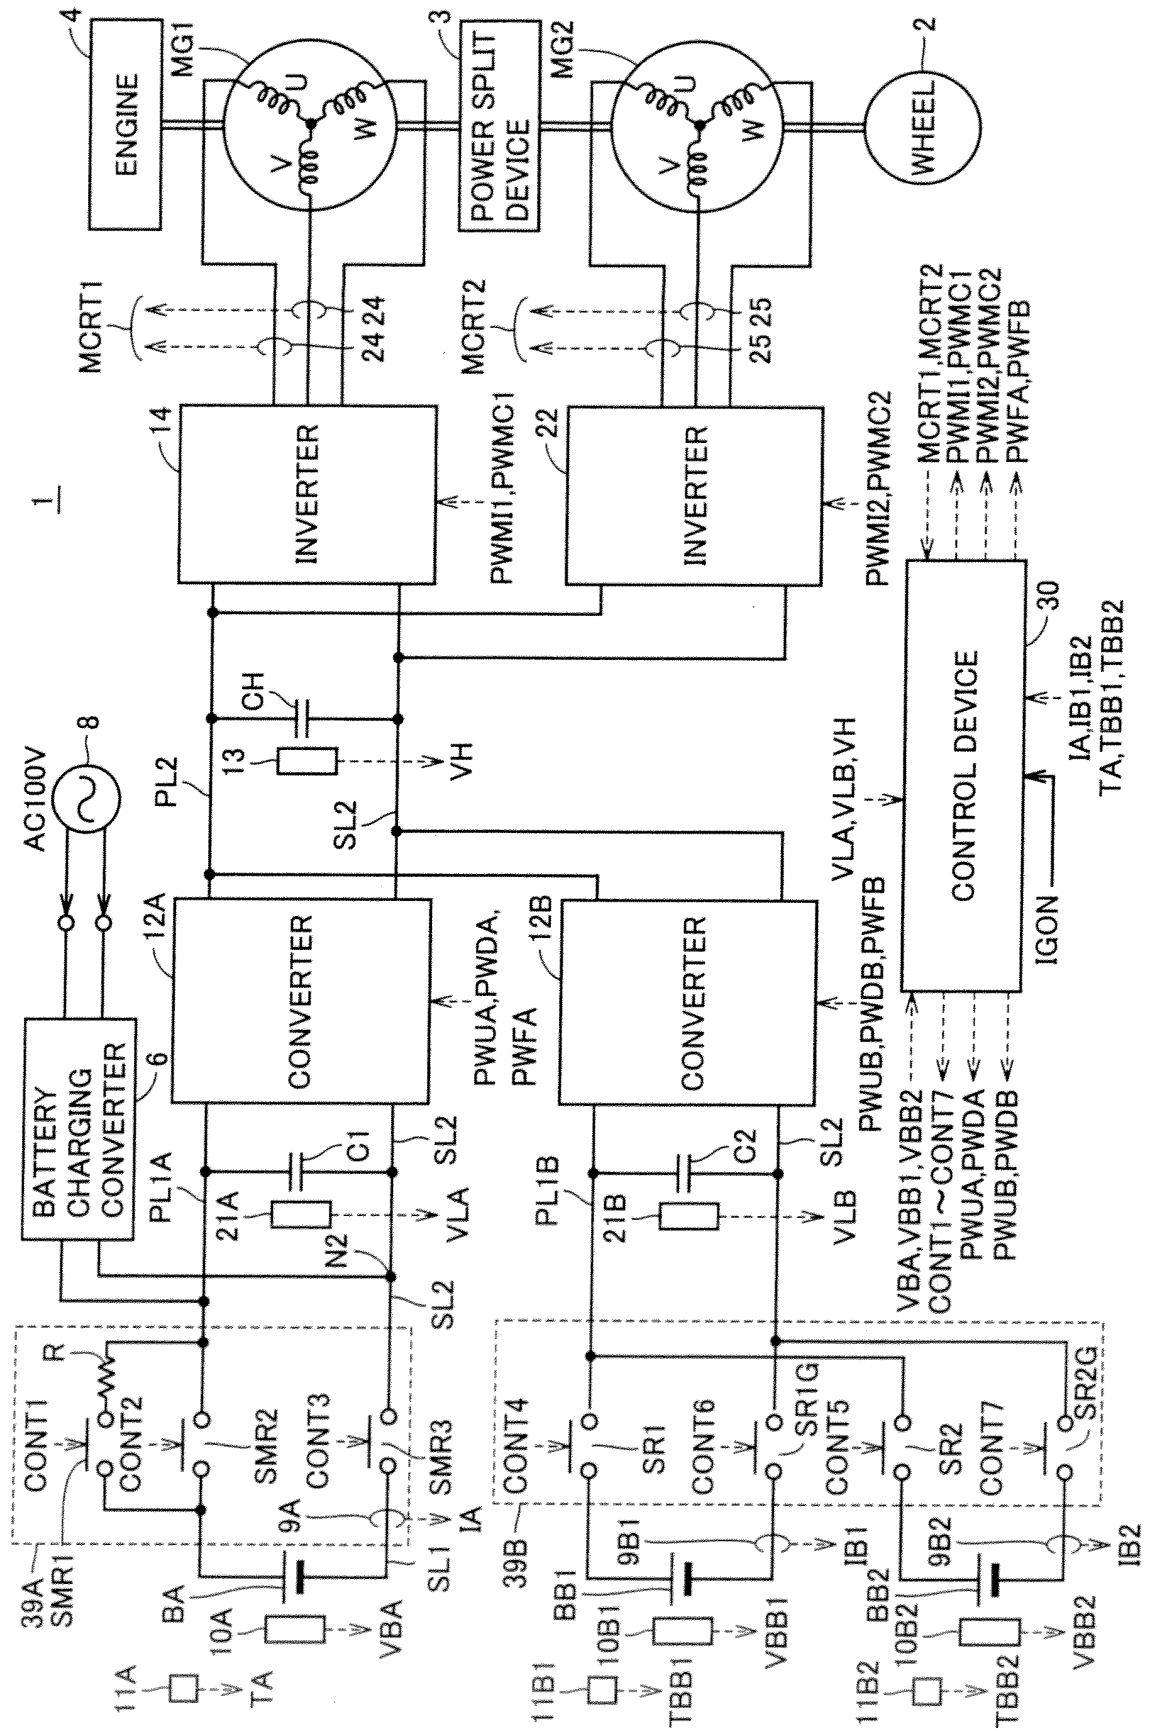 1
AC100V
8
BATTERY
CHARGING
CONVERTER
6
4
ENGINE
MG1
U
V
W
MCRT1
24
24
14
INVERTER
PWMI1,PWMC1
3
POWER SPLIT
DEVICE
MG2
U
V
W
MCRT2
25
25
22
INVERTER
PWMI2,PWMC2
2
WHEEL
PL2
CH
13
VH
SL2
12A
CONVERTER
PWUA,PWDA,
PWFA
12B
CONVERTER
PWUB,PWDB,PWFB
PL1A
C1
21A
VLA
SL2
N2
SL2
PL1B
C2
21B
VLB
SL2
39A
SMR1
CONT1
R
CONT2
SMR2
CONT3
SMR3
9A
IA
SL1
BA
10A
VBA
11A
TA
39B
CONT4
SR1
CONT6
SR1G
CONT5
SR2
CONT7
SR2G
9B1
IB1
BB1
10B1
VBB1
11B1
TBB1
9B2
IB2
BB2
10B2
VBB2
11B2
TBB2
VLA,VLB,VH
CONTROL DEVICE
30
IGON
IA,IB1,IB2
TA,TBB1,TBB2
MCRT1,MCRT2
PWMI1,PWMC1
PWMI2,PWMC2
PWFA,PWFB
VBA,VBB1,VBB2
CONT1~CONT7
PWUA,PWDA
PWUB,PWDB